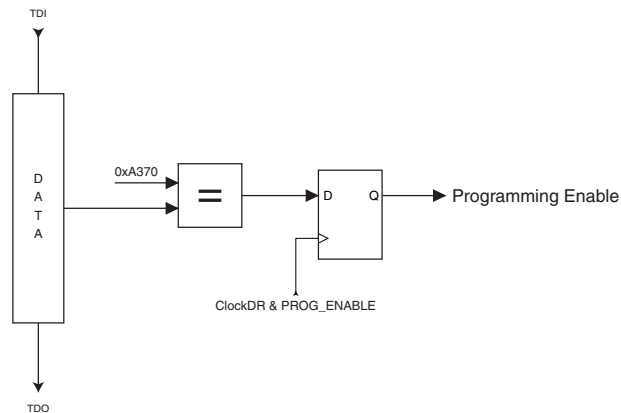 TDI
D
A
T
A
0xA370
=
D
Q
Programming Enable
ClockDR & PROG_ENABLE
TDO